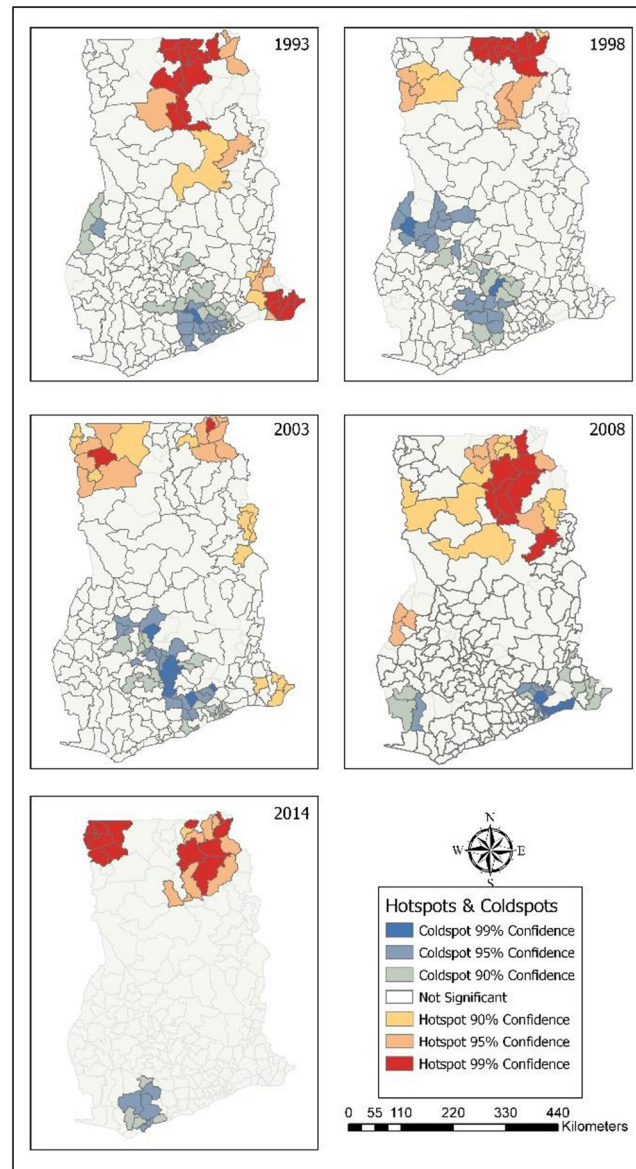 1993
1998
2003
2008
2014
N
W E
S
Hotspots & Coldspots
Coldspot 99% Confidence
Coldspot 95% Confidence
Coldspot 90% Confidence
Not Significant
Hotspot 90% Confidence
Hotspot 95% Confidence
Hotspot 99% Confidence
0 55 110 220 330 440
Kilometers